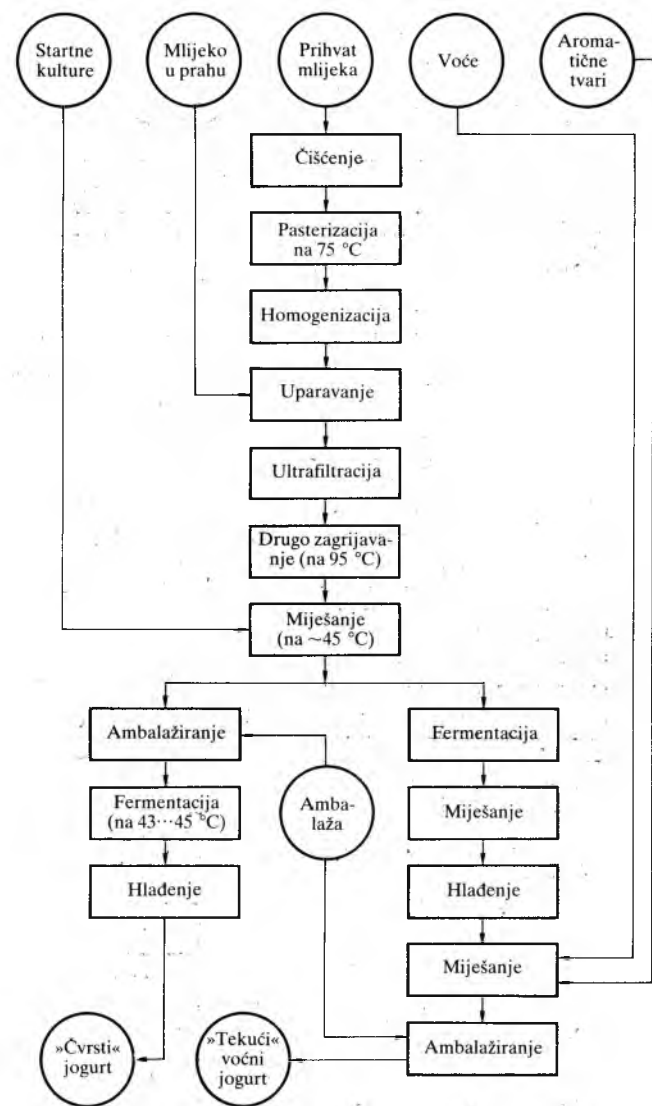 Startne
kulture
Mlijeko
u prahu
Prihvat
mlijeka
Voće
Aroma-
tične
tvari
Čišćenje
Pasterizacija
na 75 °C
Homogenizacija
Uparavanje
Ultrafiltracija
Drugo zagrijava-
nje (na 95 °C)
Miješanje
(na ~45 °C)
Ambalažiranje
Fermentacija
Fermentacija
(na 43···45 °C)
Amba-
laža
Miješanje
Hlađenje
Hlađenje
Miješanje
»Čvrsti«
jogurt
»Tekući«
voćni
jogurt
Ambalažiranje